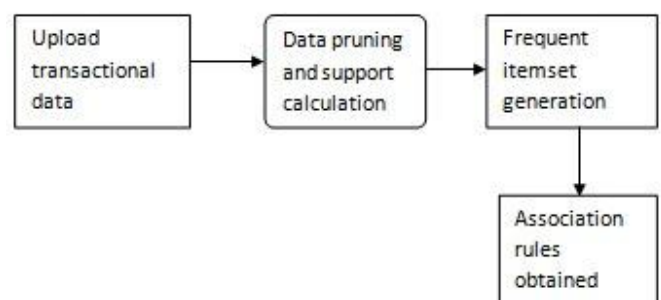 Upload
transactional
data
Data pruning
and support
calculation
Frequent
itemset
generation
Association
rules
obtained